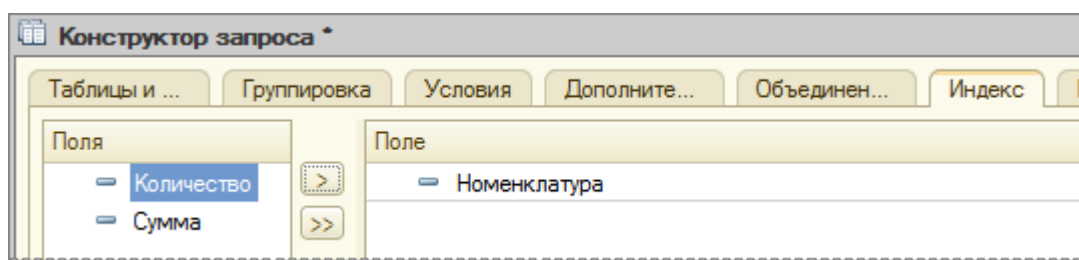 Конструктор запроса *
Таблицы и ... Группировка Условия Дополните... Объединен... Индекс
Поля Поле
Количество > Номенклатура
Сумма >>